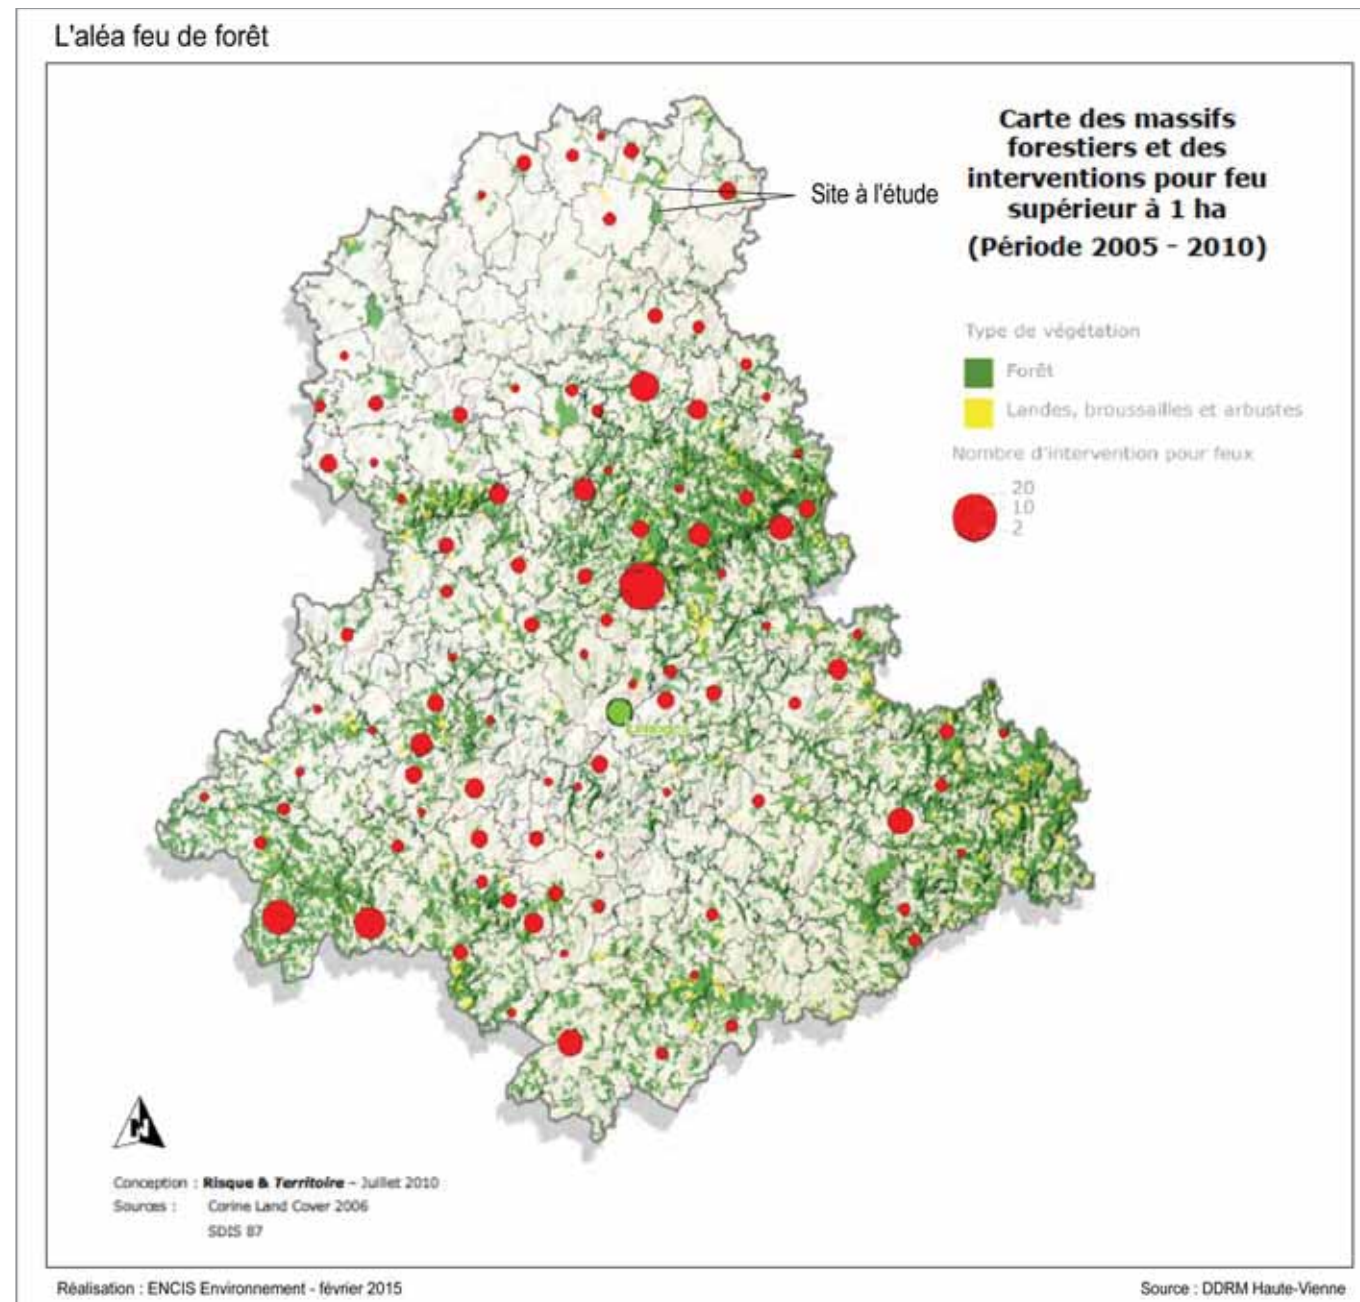 L'aléa feu de forêt
Carte des massifs
forestiers et des
interventions pour feu
supérieur à 1 ha
(Période 2005 - 2010)
Site à l'étude
Type de végétation
Forêt
Landes, broussailles et arbustes
Nombre d'intervention pour feux
20
10
2
N
Conception : Risque & Territoire – Juillet 2010
Sources : Corine Land Cover 2006
SDIS 87
Réalisation : ENCIS Environnement - février 2015
Source : DDRM Haute-Vienne